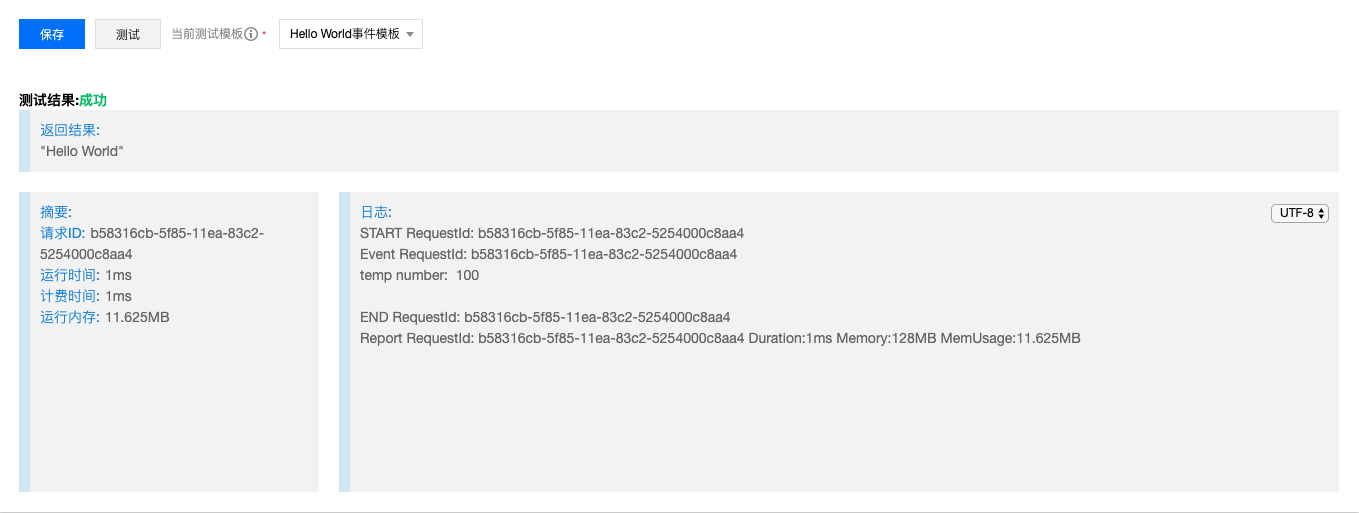 保存 测试 当前测试模板 * Hello World事件模板
测试结果:成功
返回结果:
"Hello World"
摘要:
请求ID: b58316cb-5f85-11ea-83c2-
5254000c8aa4
运行时间: 1ms
计费时间: 1ms
运行内存: 11.625MB
日志:
UTF-8
START RequestId: b58316cb-5f85-11ea-83c2-5254000c8aa4
Event RequestId: b58316cb-5f85-11ea-83c2-5254000c8aa4
temp number:  100
END RequestId: b58316cb-5f85-11ea-83c2-5254000c8aa4
Report RequestId: b58316cb-5f85-11ea-83c2-5254000c8aa4 Duration:1ms Memory:128MB MemUsage:11.625MB